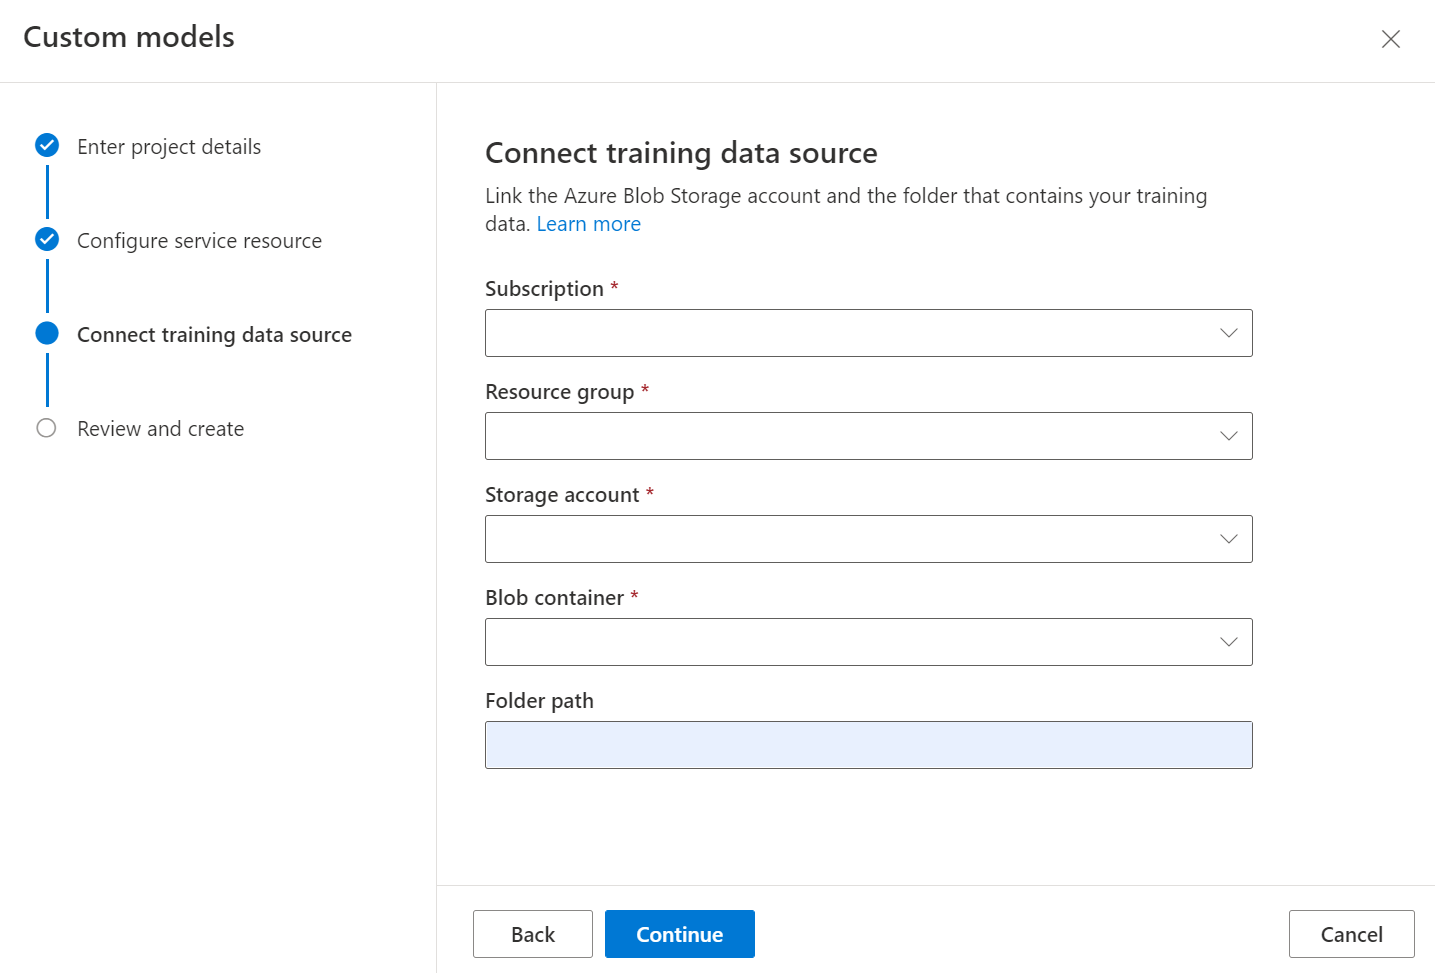 Custom models
Enter project details
Configure service resource
Connect training data source
Review and create
Connect training data source
Link the Azure Blob Storage account and the folder that contains your training
data. Learn more
Subscription *
Resource group *
Storage account *
Blob container *
Folder path
Back
Continue
Cancel